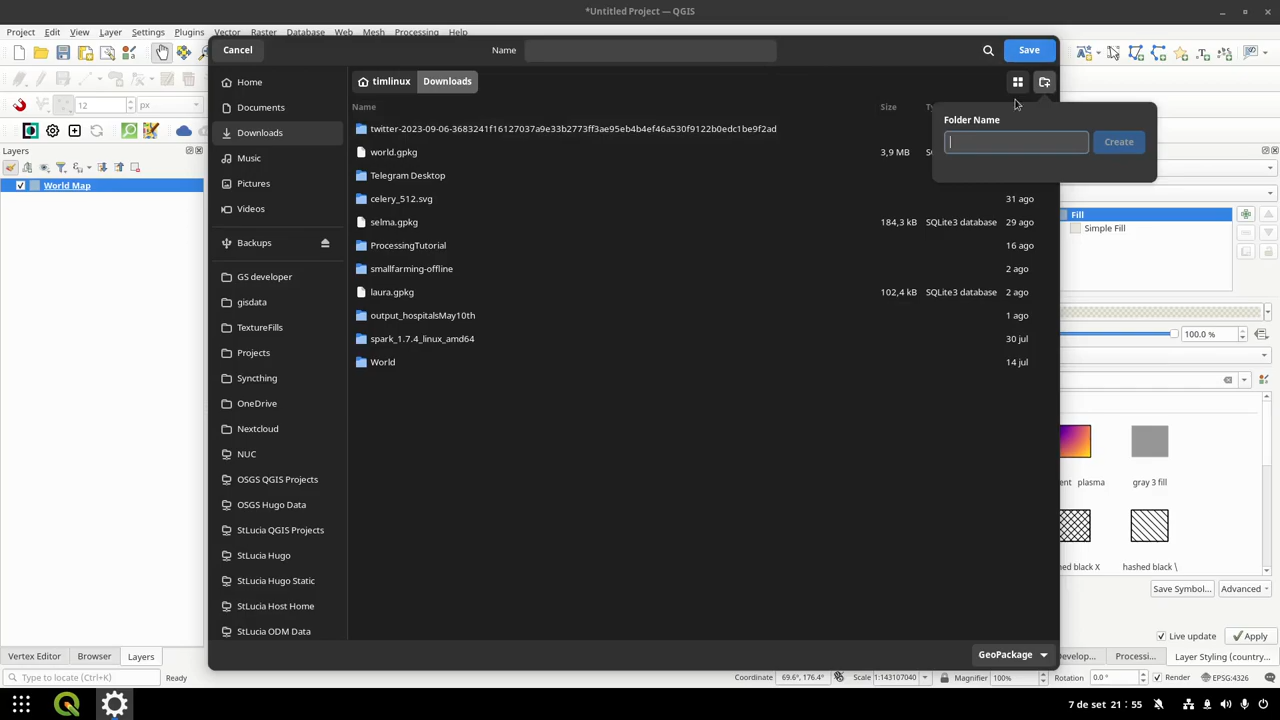 *Untitled Project — QGIS
Project Edit View Layer Settings Plugins Vector Raster Database Web Mesh Processing Help
Cancel
Name
Save
12
px
Home
Documents
Downloads
Music
Pictures
Videos
Backups
GS developer
gisdata
TextureFills
Projects
Syncthing
OneDrive
Nextcloud
NUC
OSGS QGIS Projects
OSGS Hugo Data
StLucia QGIS Projects
StLucia Hugo
StLucia Hugo Static
StLucia Host Home
StLucia ODM Data
timlinux Downloads
Name Size
twitter-2023-09-06-3683241f16127037a9e33b2773ff3ae95eb4b4ef46a530f9122b0edc1be9f2ad
world.gpkg 3,9 MB
Telegram Desktop
celery_512.svg 31 ago
selma.gpkg 184,3 kB SQLite3 database 29 ago
ProcessingTutorial 16 ago
smallfarming-offline 2 ago
laura.gpkg 102,4 kB SQLite3 database 2 ago
output_hospitalsMay10th 1 ago
spark_1.7.4_linux_amd64 30 jul
World 14 jul
Folder Name
Create
GeoPackage
Layers
World Map
Fill
Simple Fill
100.0 %
plasma
gray 3 fill
hashed black \
Save Symbol...
Advanced
Live update
Apply
Vertex Editor Browser Layers
Layer Styling (country...
Type to locate (Ctrl+K)
Ready
Coordinate 69.6°, 176.4°
Scale 1:143107040
Magnifier 100%
Rotation 0.0 °
Render
EPSG:4326
7 de set 21 : 55